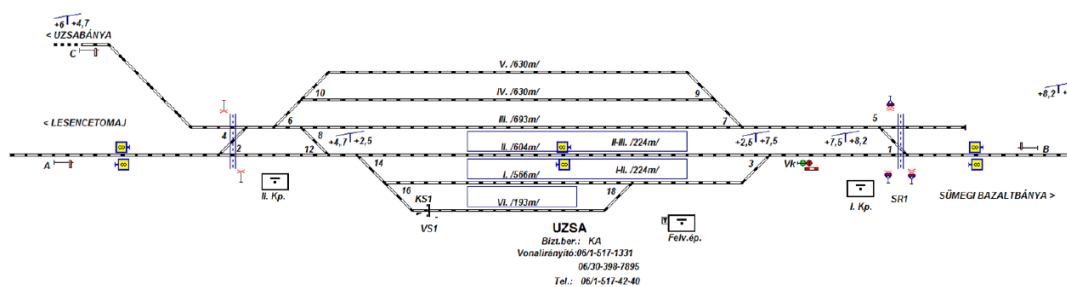 +6 +4,7
< UZSABÁNYA
C
V. /630m/
10
IV. /630m/
9
+8,2
< LESENCETOMAJ
4
6
III. /693m/
7
5
8
+4,7 +2,5
II-III. /224m/
+2,6 +7,5
+7,5 +8,2
2
12
II. /604m/
1
B
A
14
I. /566m/
I-II. /224m/
3
Vk
II. Kp.
16
KS1
VI. /193m/
18
I. Kp.
SR1
SÜMEGI BAZALTBÁNYA >
VS1
UZSA
Felv.ép.
Bizt.ber.: KA
Vonalirányító:06/1-517-1331
06/30-398-7895
Tel.: 06/1-517-42-40